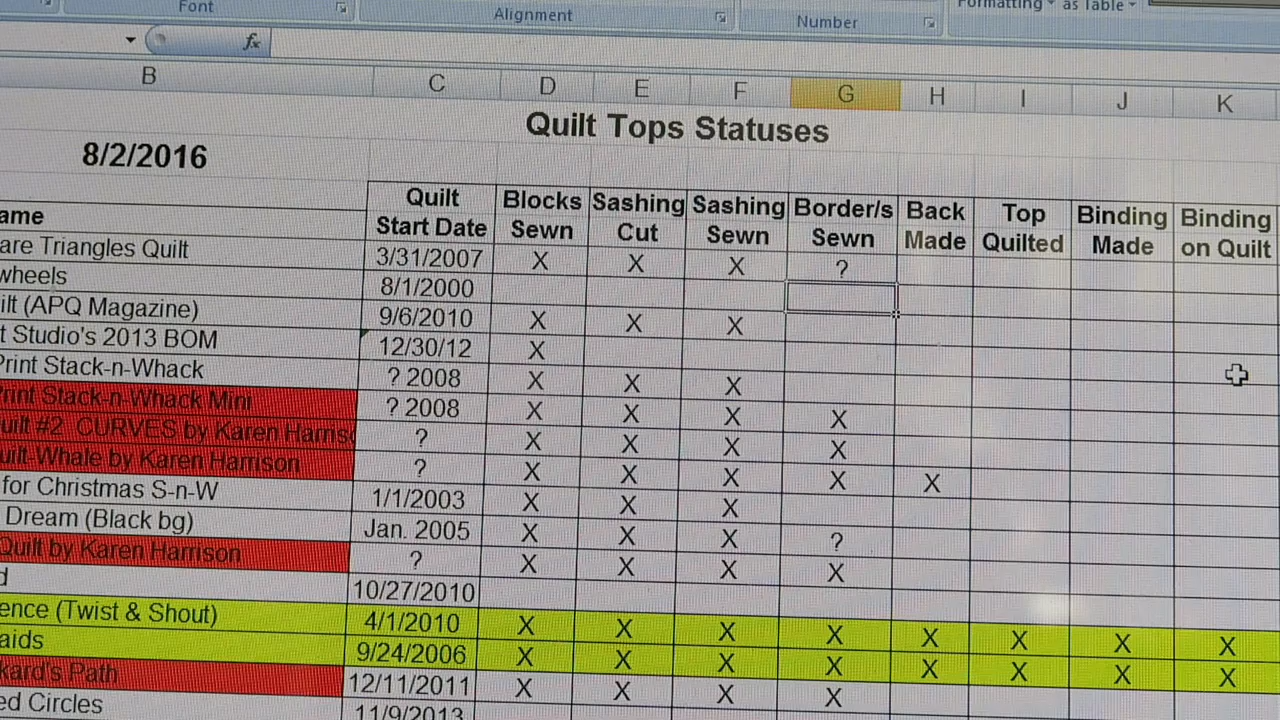 Font Alignment Number Formatting as Table
fx
B C D E F G H I J K
Quilt Tops Statuses
8/2/2016
Quilt Blocks Sashing Sashing Border/s Back Top Binding Binding
ame Start Date Sewn Cut Sewn Sewn Made Quilted Made on Quilt
are Triangles Quilt 3/31/2007 X X X ?
wheels 8/1/2000
ilt (APQ Magazine) 9/6/2010 X X X
t Studio's 2013 BOM 12/30/12 X
Print Stack-n-Whack ? 2008 X X X
Print Stack-n-Whack Mini ? 2008 X X X X
uilt #2 CURVES by Karen Harriso ? X X X X
uilt-Whale by Karen Harrison ? X X X X X
for Christmas S-n-W 1/1/2003 X X X
Dream (Black bg) Jan. 2005 X X X ?
Quilt by Karen Harrison ? X X X X
d 10/27/2010
ence (Twist & Shout) 4/1/2010 X X X X X X X X
aids 9/24/2006 X X X X X X X X
kard's Path 12/11/2011 X X X X
ed Circles 11/9/2013